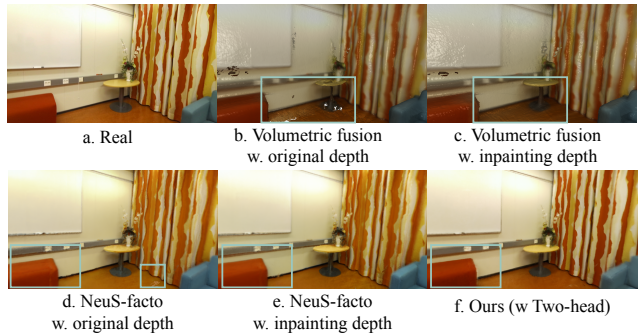 a. Real
b. Volumetric fusion
w. original depth
c. Volumetric fusion
w. inpainting depth
d. NeuS-facto
w. original depth
e. NeuS-facto
w. inpainting depth
f. Ours (w Two-head)